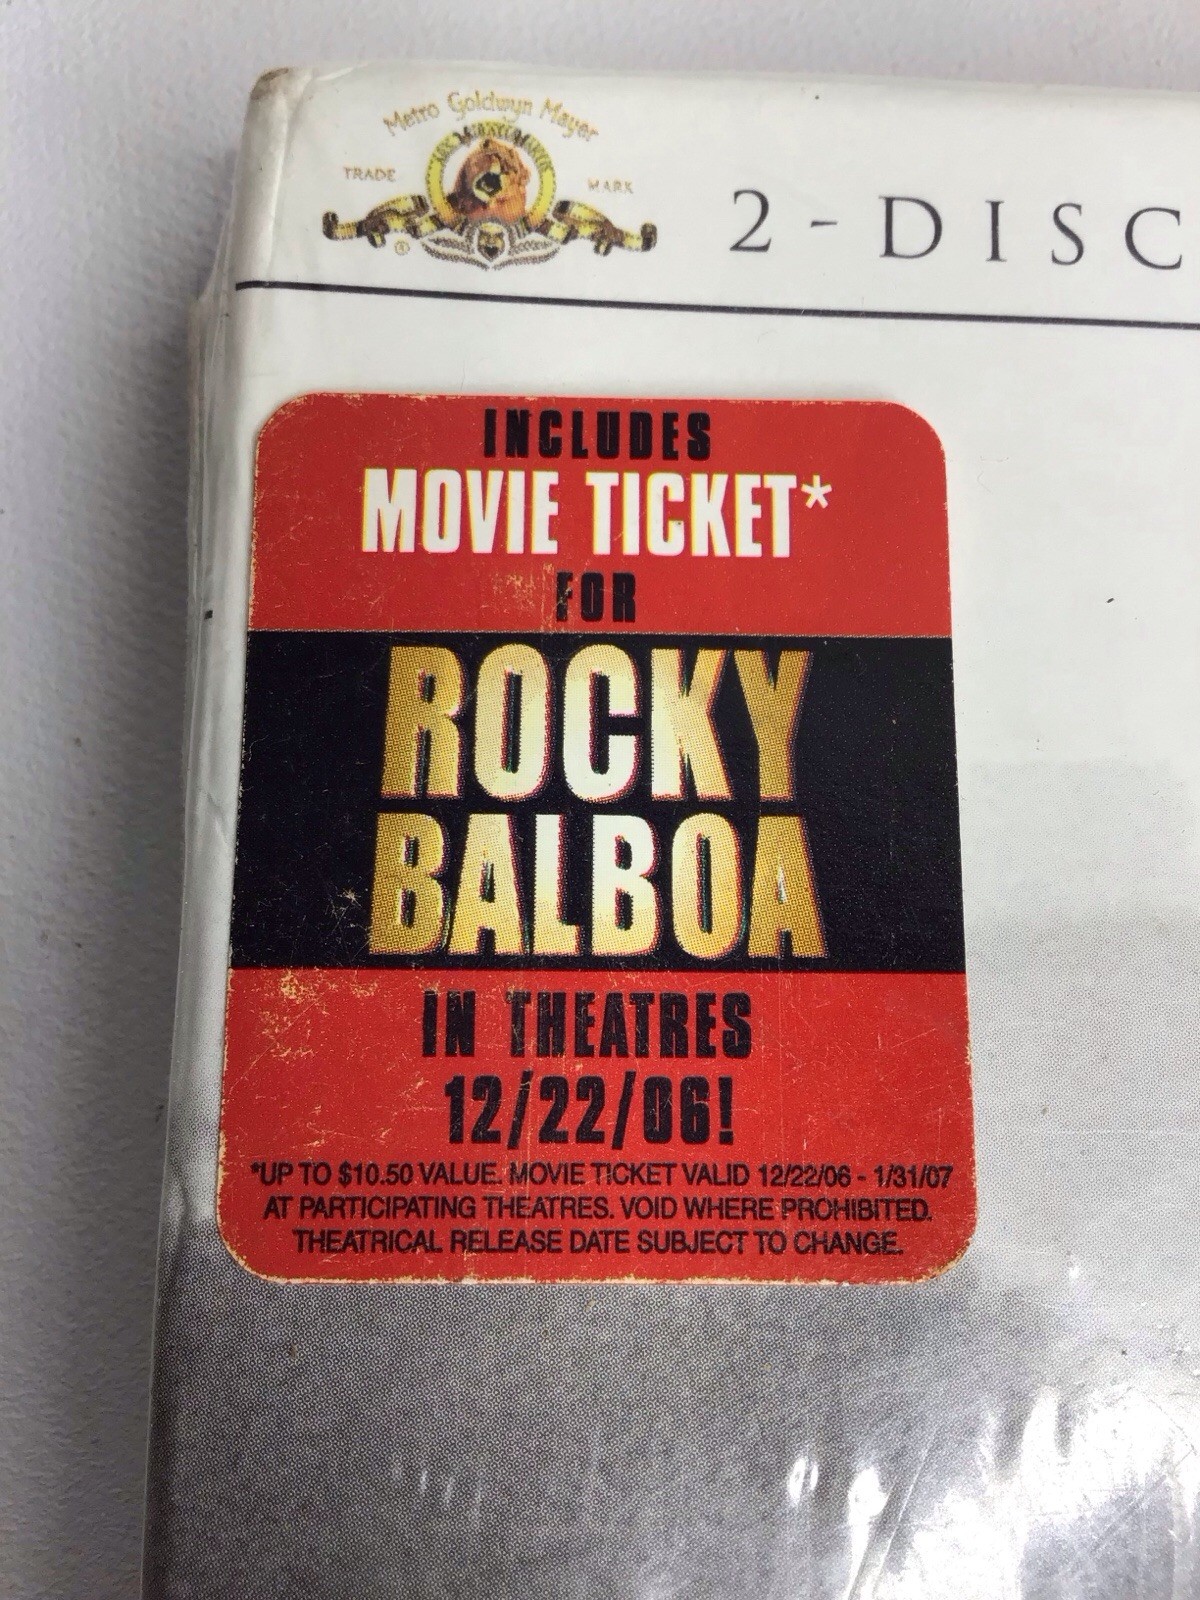 Metro Goldwyn Mayer
TRADE MARK
2-DISC
INCLUDES
MOVIE TICKET*
FOR
ROCKY
BALBOA
IN THEATRES
12/22/06!
*UP TO $10.50 VALUE. MOVIE TICKET VALID 12/22/06 - 1/31/07
AT PARTICIPATING THEATRES. VOID WHERE PROHIBITED.
THEATRICAL RELEASE DATE SUBJECT TO CHANGE.